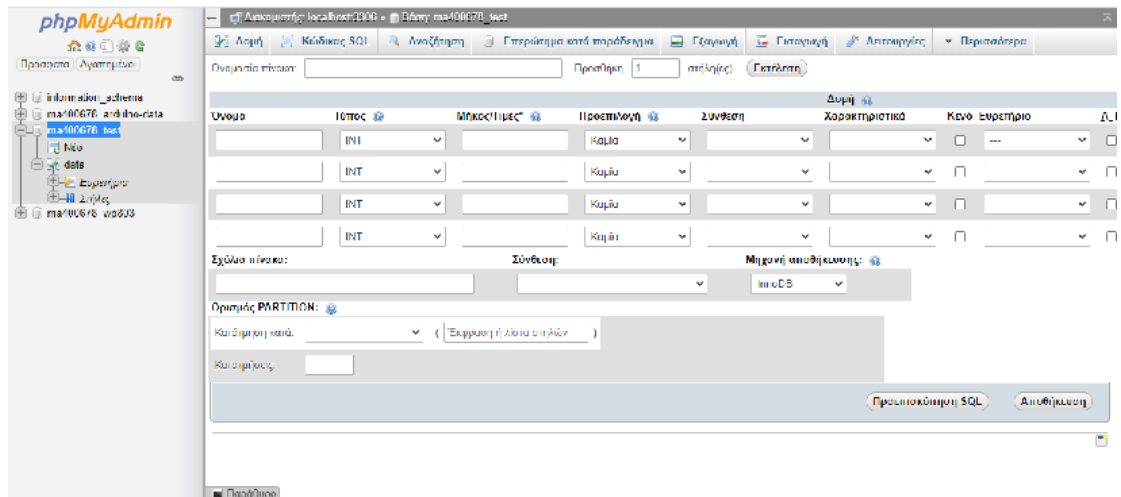 phpMyAdmin
Πρόσφατα Αγαπημένα
information_schema
ma400678_arduino-data
ma400678_test
Νέο
data
Ευρετήρια
Στήλες
ma400678_wp893
Διακομιστής: localhost:3306 » Βάση: ma400678_test
Δομή Κώδικας SQL Αναζήτηση Επερώτημα κατά παράδειγμα Εξαγωγή Εισαγωγή Λειτουργίες Περισσότερα
Ονομασία πίνακα: Προσθήκη 1 στήλη(ες) Εκτέλεση
Δομή
Όνομα Τύπος Μήκος/Τιμές* Προεπιλογή Σύνθεση Χαρακτηριστικά Κενό Ευρετήριο
INT Καμία ---
INT Καμία
INT Καμία
INT Καμία
Σχόλια πίνακα: Σύνθεση: Μηχανή αποθήκευσης:
InnoDB
Ορισμός PARTITION:
Κατάτμηση κατά: ( Έκφραση ή λίστα στηλών )
Κατατμήσεις:
Προεπισκόπηση SQL Αποθήκευση
Παράθυρο